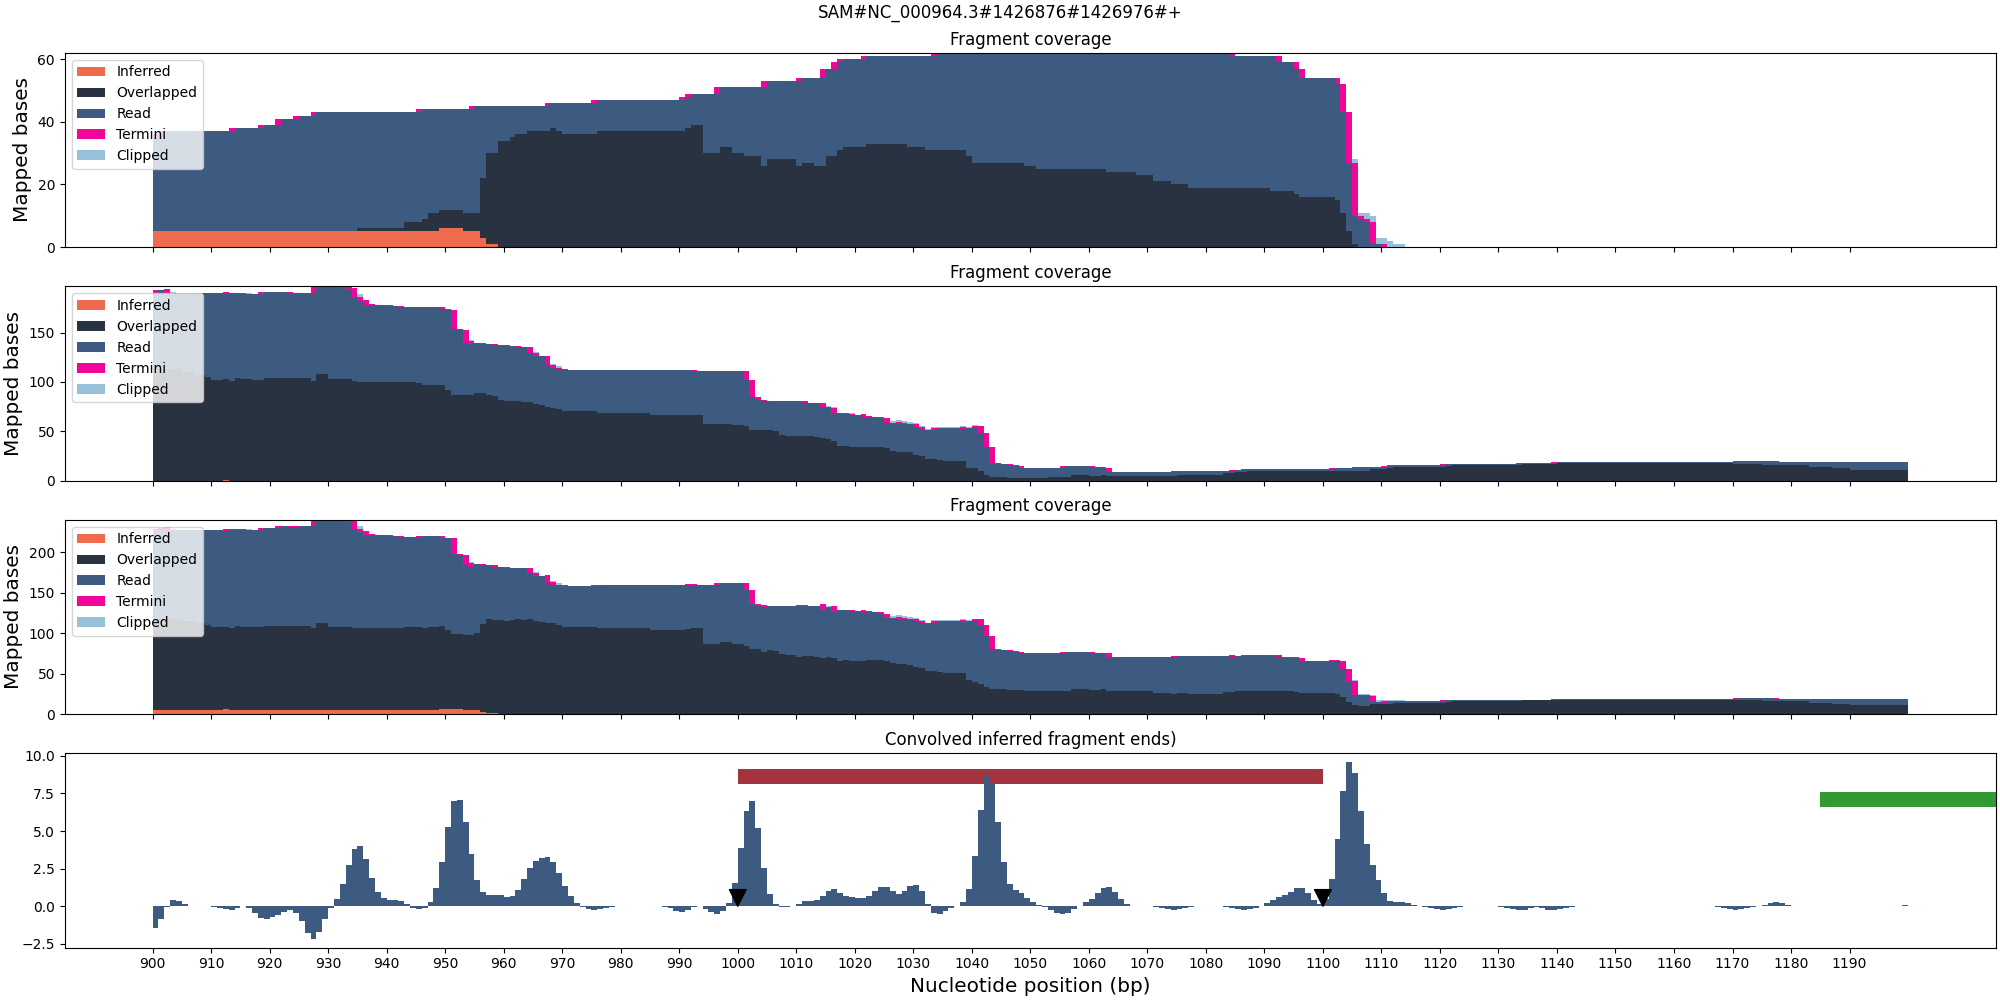 SAM#NC_000964.3#1426876#1426976#+
Fragment coverage
Mapped bases
60
40
20
0
Inferred
Overlapped
Read
Termini
Clipped
Fragment coverage
Mapped bases
150
100
50
0
Inferred
Overlapped
Read
Termini
Clipped
Fragment coverage
Mapped bases
200
150
100
50
0
Inferred
Overlapped
Read
Termini
Clipped
Convolved inferred fragment ends)
10.0
7.5
5.0
2.5
0.0
−2.5
900 910 920 930 940 950 960 970 980 990 1000 1010 1020 1030 1040 1050 1060 1070 1080 1090 1100 1110 1120 1130 1140 1150 1160 1170 1180 1190
Nucleotide position (bp)